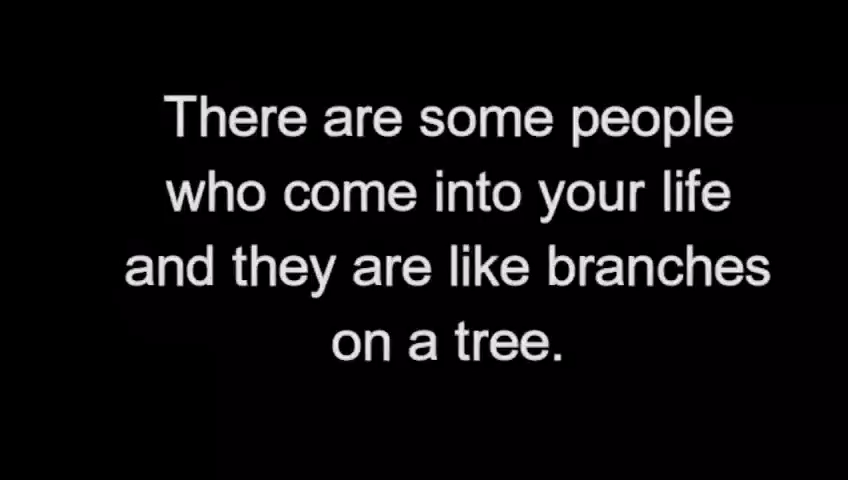 There are some people
who come into your life
and they are like branches
on a tree.